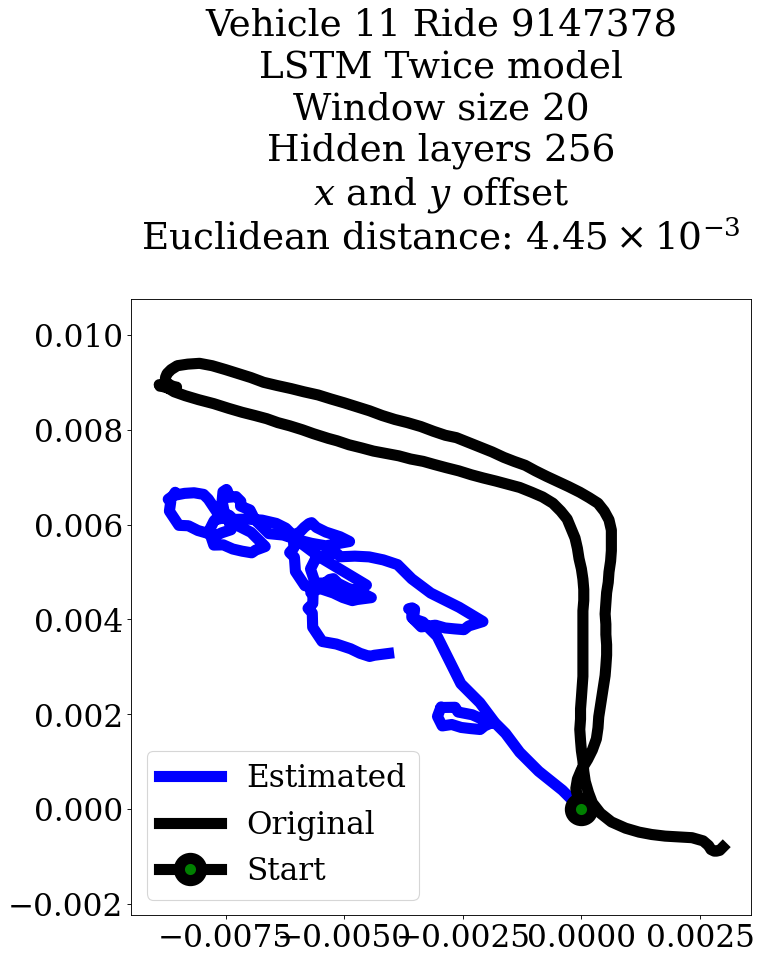 Vehicle 11 Ride 9147378
LSTM Twice model
Window size 20
Hidden layers 256
x and y offset
Euclidean distance: 4.45 × 10⁻³
0.010
0.008
0.006
0.004
0.002
0.000
−0.002
Estimated
Original
Start
−0.0075 −0.0050 −0.0025 0.0000 0.0025